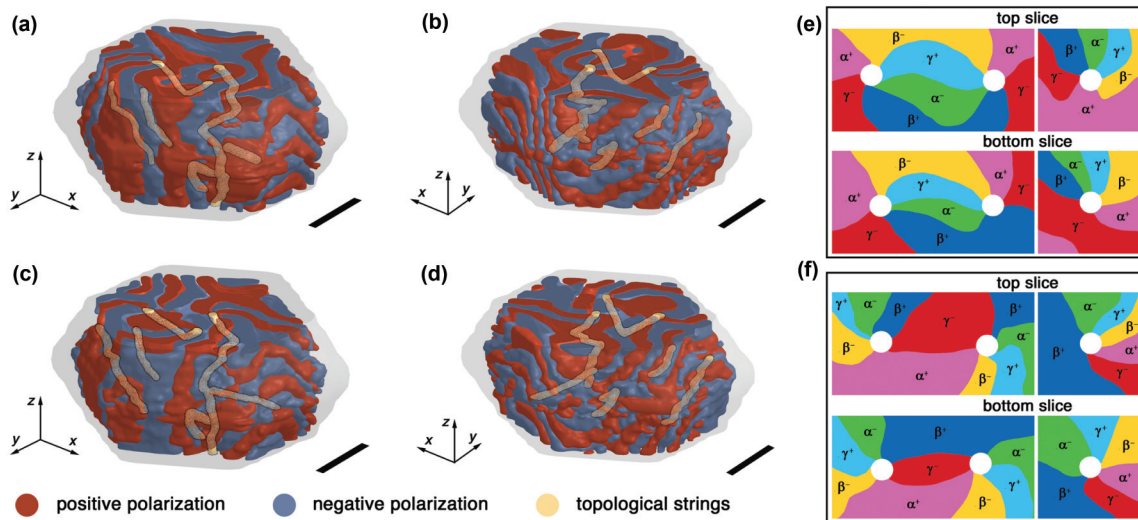 (a)
z
y
x
(b)
z
x
y
(c)
z
y
x
(d)
z
x
y
positive polarization
negative polarization
topological strings
(e)
top slice
α⁺ β⁻ γ⁺ α⁺ γ⁻ α⁻ β⁺ γ⁻
β⁺ α⁻ γ⁺ γ⁻ β⁻ α⁺
bottom slice
α⁺ β⁻ γ⁺ α⁺ γ⁻ α⁻ γ⁻ β⁺
α⁻ γ⁺ β⁺ β⁻ α⁺ γ⁻
(f)
top slice
γ⁺ α⁻ β⁺ γ⁻ β⁺ β⁻ α⁺ α⁻ β⁻ γ⁺
α⁻ γ⁺ β⁺ β⁻ α⁺ γ⁻
bottom slice
α⁻ β⁺ γ⁺ γ⁻ α⁻ β⁻ α⁺ β⁻ γ⁺
γ⁺ α⁻ β⁻ β⁺ α⁺ γ⁻